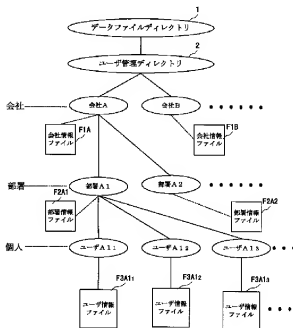 1
データファイルディレクトリ
2
ユーザ管理ディレクトリ
会社
会社A
会社B
・・・・・・
F1A
会社情報
ファイル
F1B
会社情報
ファイル
部署
部署A1
部署A2
・・・・・・
F2A1
部署情報
ファイル
F2A2
部署情報
ファイル
個人
ユーザA1₁
ユーザA1₂
ユーザA1₃
・・・
F3A1₁
F3A1₂
F3A1₃
ユーザ情報
ファイル
ユーザ情報
ファイル
ユーザ情報
ファイル
・・・